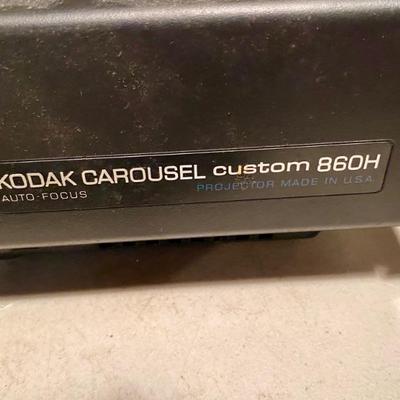 KODAK CAROUSEL custom 860H
AUTO-FOCUS PROJECTOR MADE IN U.S.A.